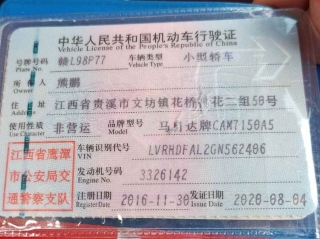 中华人民共和国机动车行驶证
Vehicle License of the People's Republic of China
号牌号码 赣L98P77 车辆类型 小型轿车
Plate No. Vehicle Type
所有人 熊鹏
Owner
住址 江西省贵溪市文坊镇花桥 花二组50号
Address
使用性质 非营运 品牌型号 马自达牌CAM7150A5
Use Character Model
江西省鹰潭市公安局交通警察支队
车辆识别代号 LVRHDFAL2GN562406
VIN
发动机号码 3326142
Engine No.
注册日期 2016-11-30 发证日期 2020-08-04
Register Date Issue Date